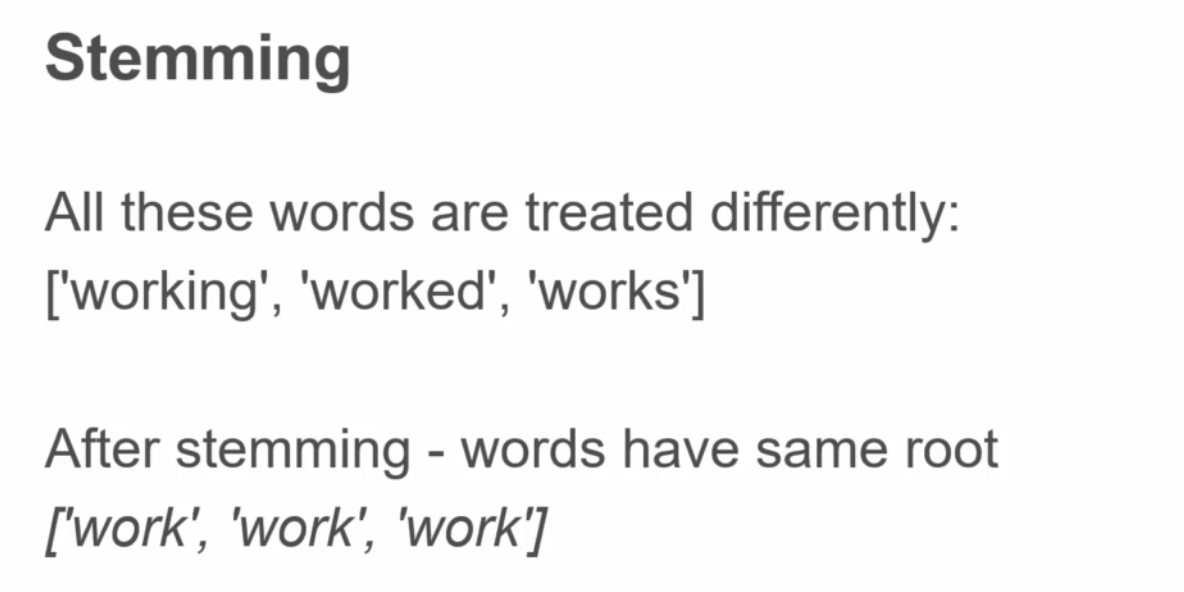 Stemming
All these words are treated differently:
['working', 'worked', 'works']
After stemming - words have same root
['work', 'work', 'work']